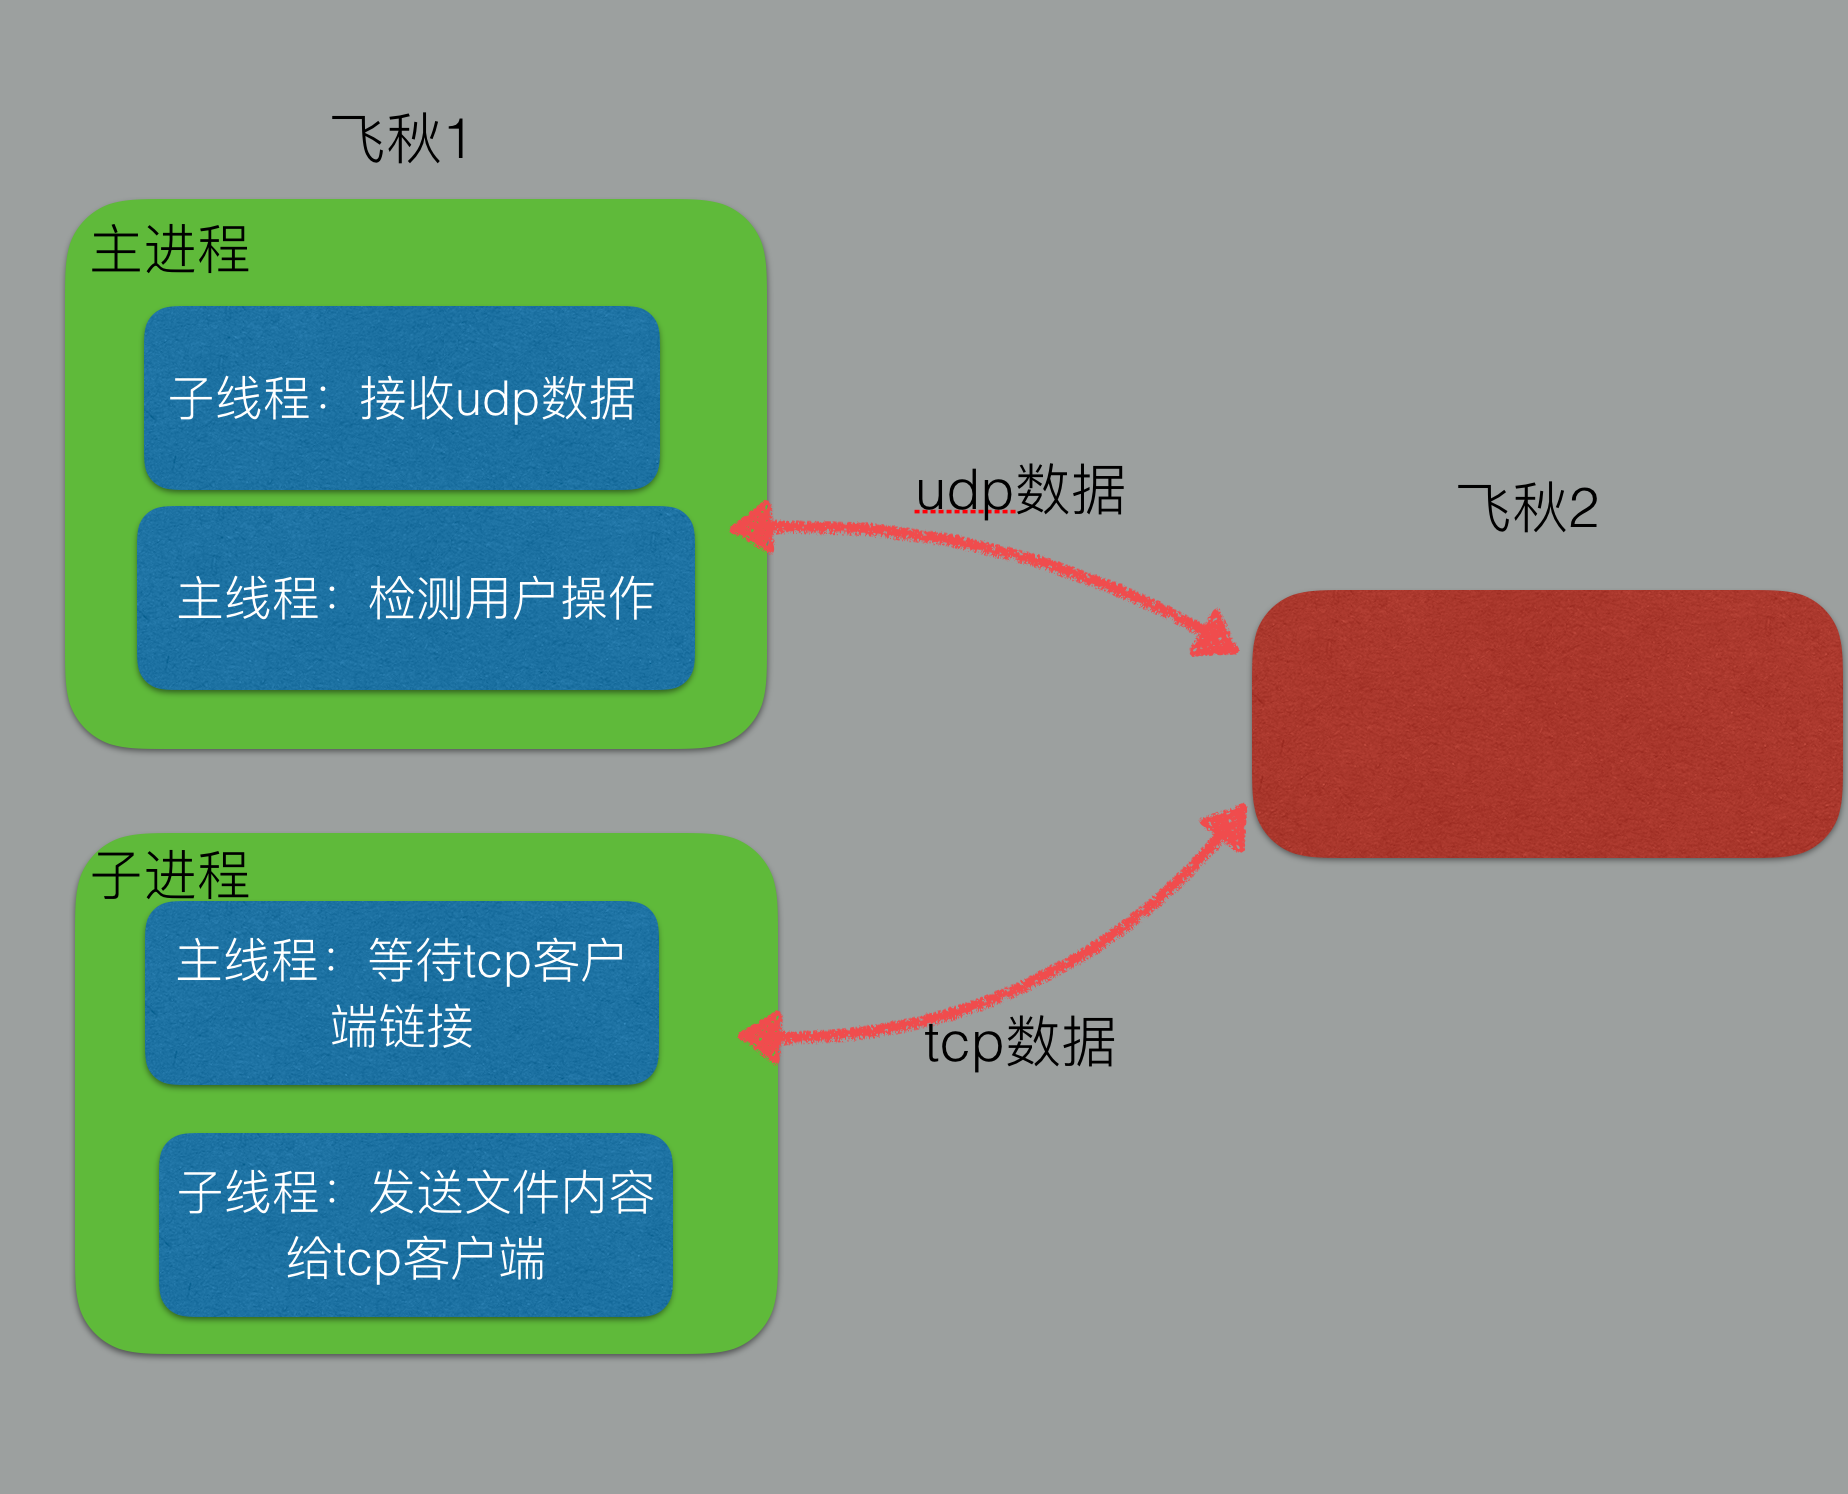 飞秋1
主进程
子线程：接收udp数据
主线程：检测用户操作
udp数据
飞秋2
子进程
主线程：等待tcp客户
端链接
tcp数据
子线程：发送文件内容
给tcp客户端